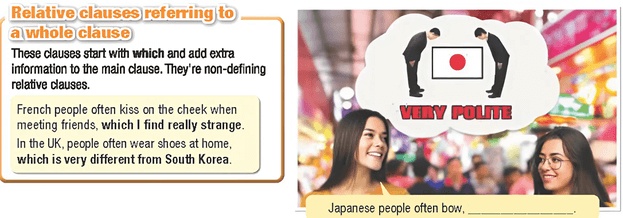 Relative clauses referring to
a whole clause
These clauses start with which and add extra
information to the main clause. They're non-defining
relative clauses.
French people often kiss on the cheek when
meeting friends, which I find really strange.
In the UK, people often wear shoes at home,
which is very different from South Korea.
VERY POLITE
Japanese people often bow, ________________.